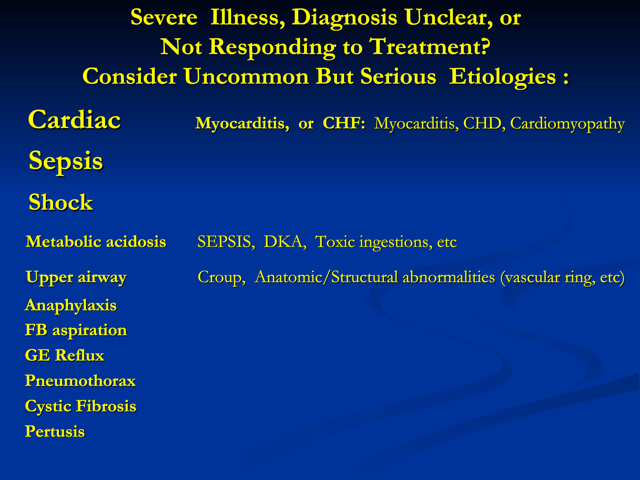 Severe Illness, Diagnosis Unclear, or
Not Responding to Treatment?
Consider Uncommon But Serious Etiologies :
Cardiac Myocarditis, or CHF: Myocarditis, CHD, Cardiomyopathy
Sepsis
Shock
Metabolic acidosis SEPSIS, DKA, Toxic ingestions, etc
Upper airway Croup, Anatomic/Structural abnormalities (vascular ring, etc)
Anaphylaxis
FB aspiration
GE Reflux
Pneumothorax
Cystic Fibrosis
Pertusis